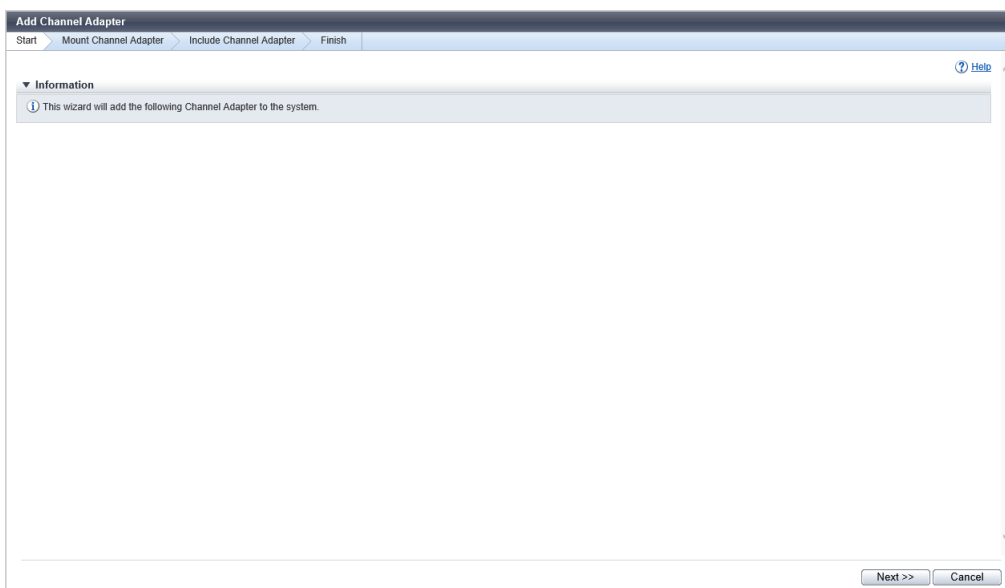 Add Channel Adapter
Start Mount Channel Adapter Include Channel Adapter Finish
? Help
Information
i This wizard will add the following Channel Adapter to the system.
Next >> Cancel